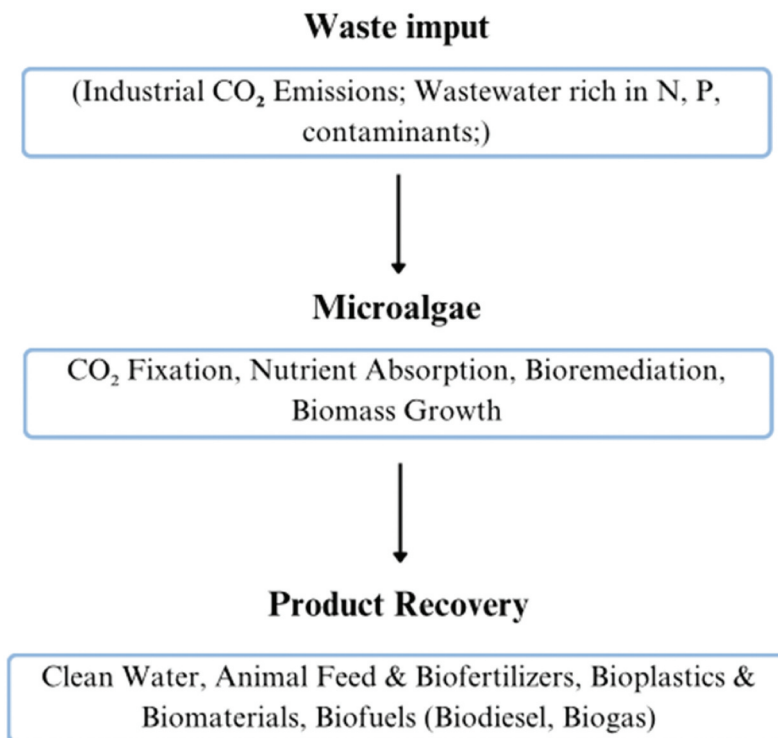 Waste imput
(Industrial CO₂ Emissions; Wastewater rich in N, P,
contaminants;)
Microalgae
CO₂ Fixation, Nutrient Absorption, Bioremediation,
Biomass Growth
Product Recovery
Clean Water, Animal Feed & Biofertilizers, Bioplastics &
Biomaterials, Biofuels (Biodiesel, Biogas)